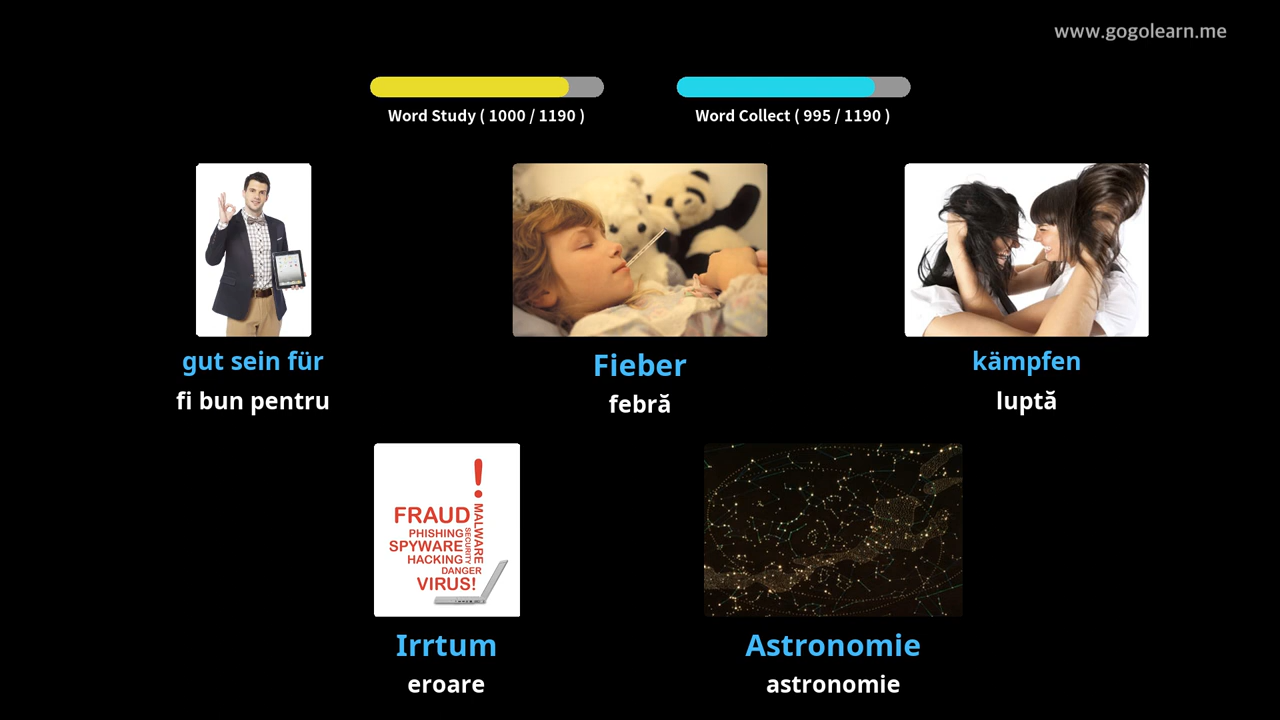 www.gogolearn.me
Word Study ( 1000 / 1190 )
Word Collect ( 995 / 1190 )
gut sein für
fi bun pentru
Fieber
febră
kämpfen
luptă
!
FRAUD
PHISHING
SPYWARE
HACKING
DANGER
VIRUS!
SECURITY
MALWARE
Irrtum
eroare
Astronomie
astronomie